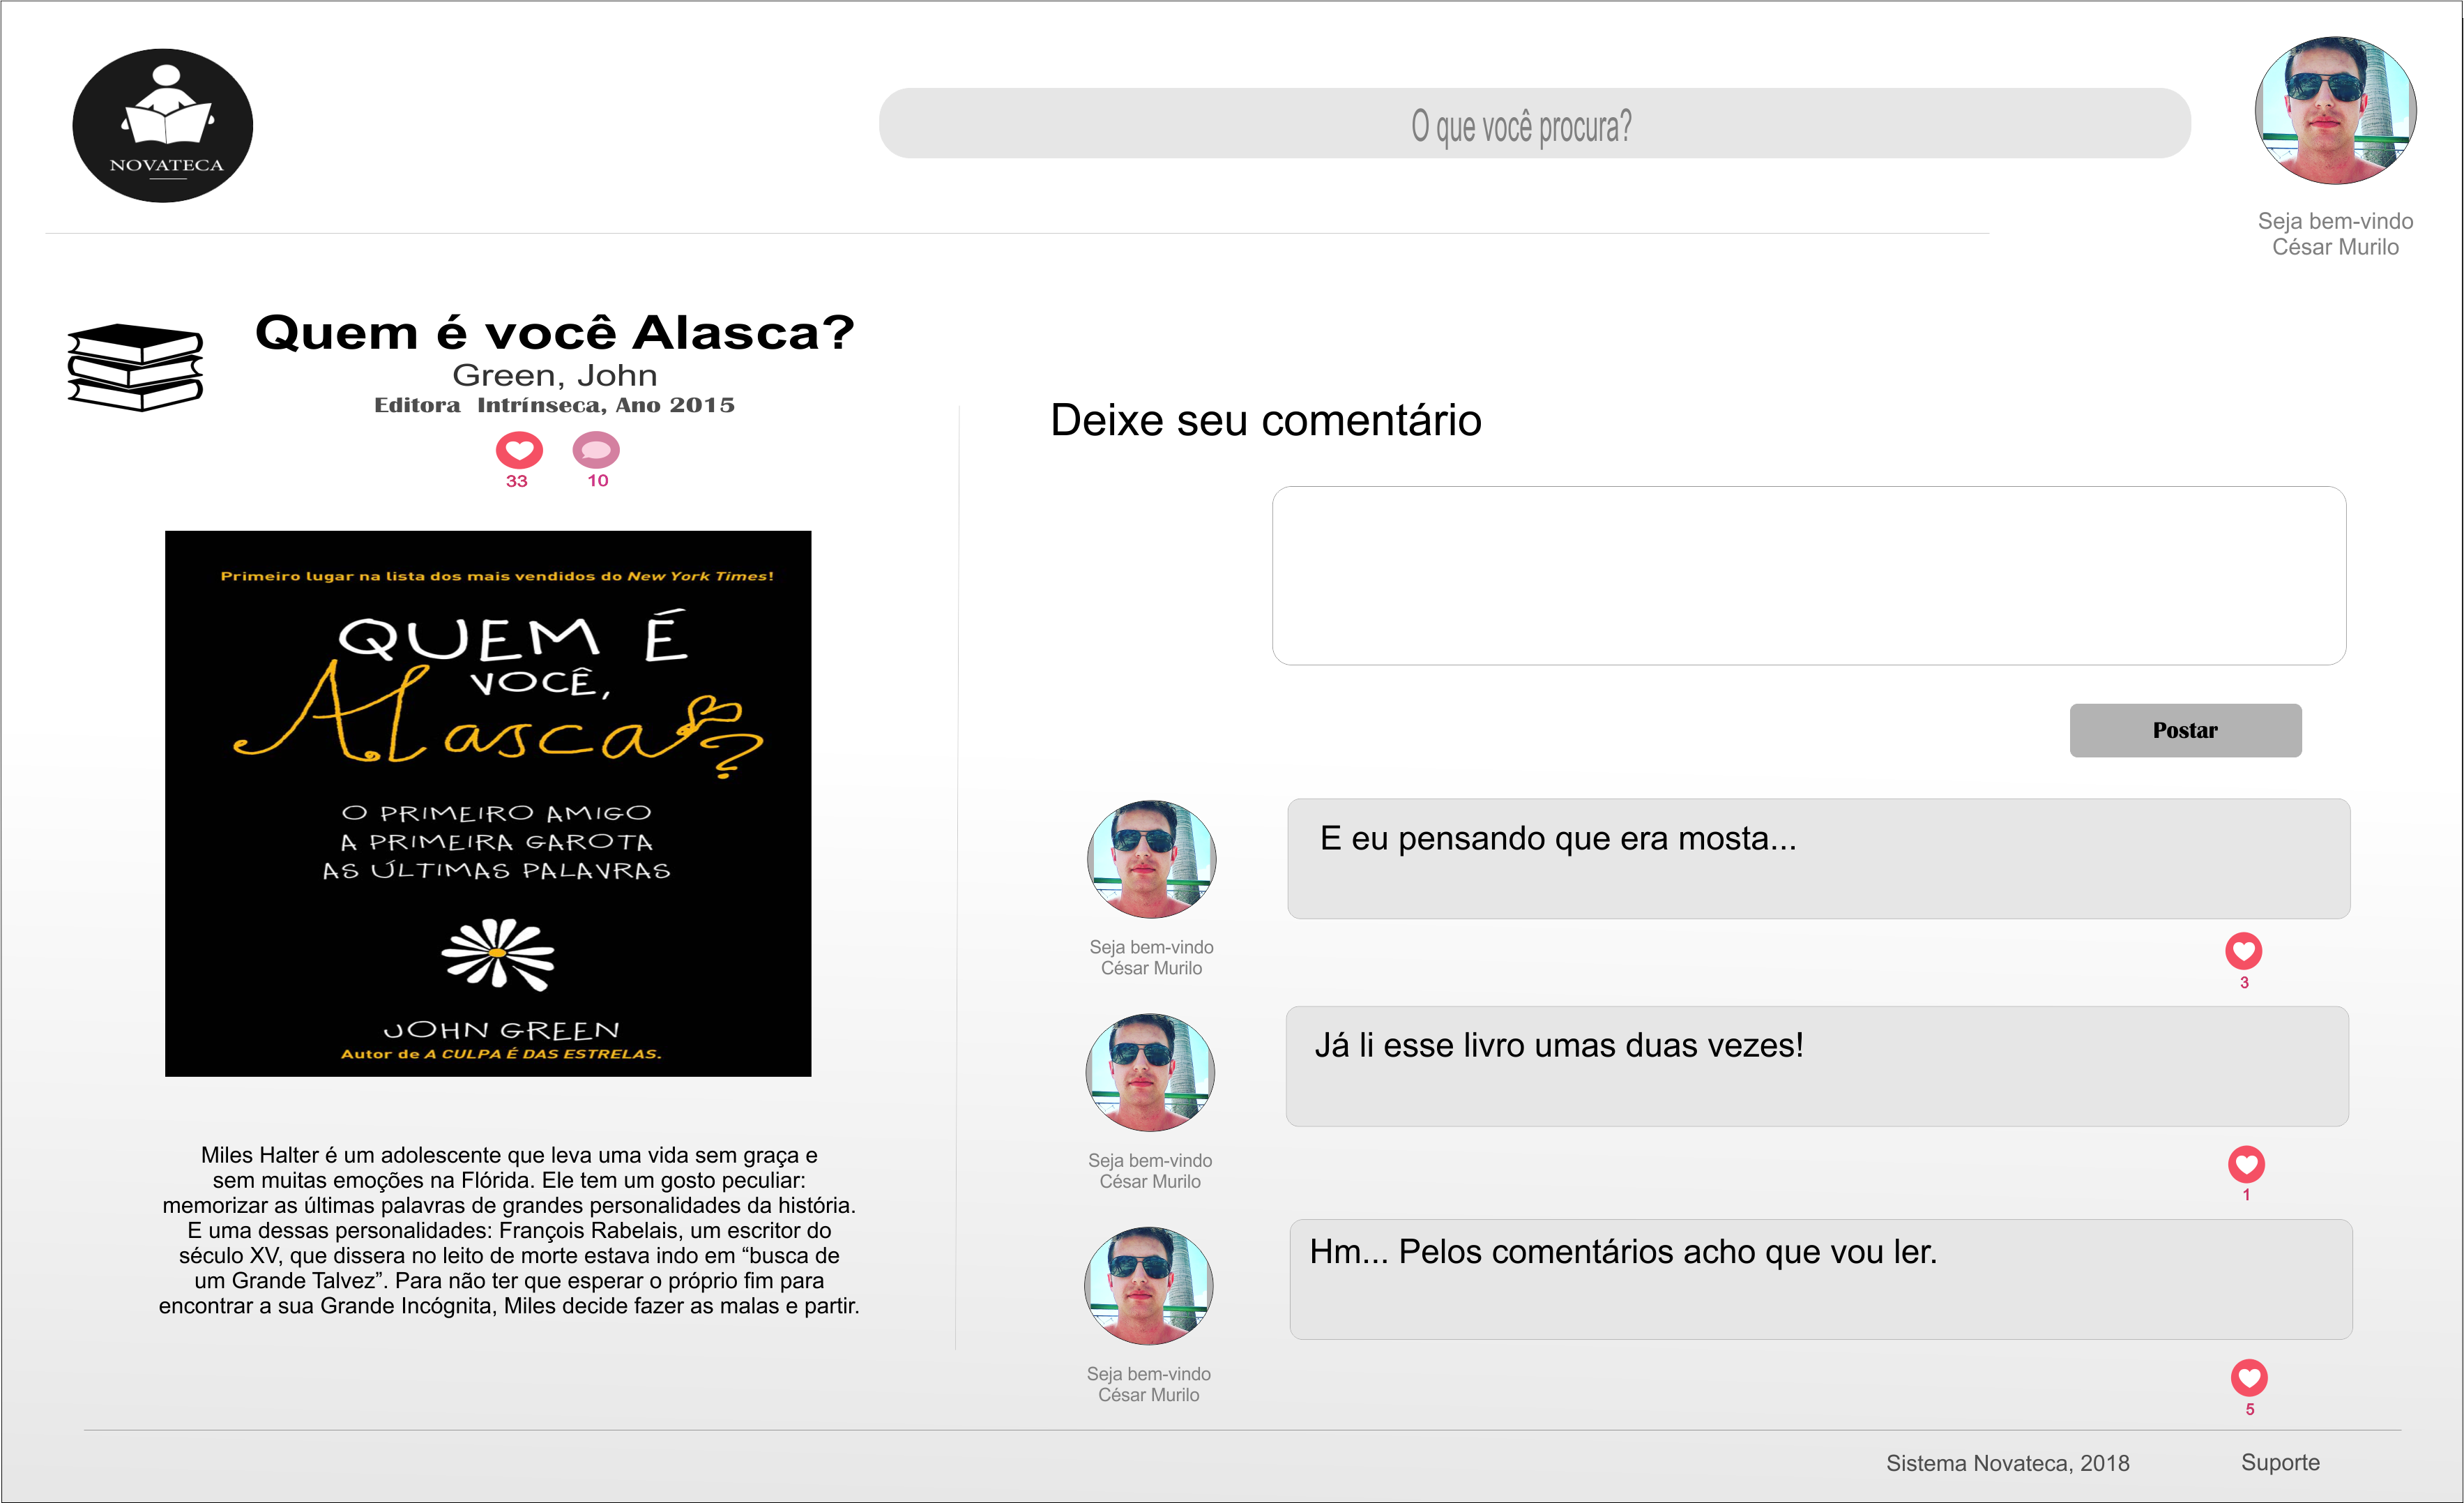 NOVATECA
O que você procura?
Seja bem-vindo
César Murilo
Quem é você Alasca?
Green, John
Editora Intrínseca, Ano 2015
33
10
Primeiro lugar na lista dos mais vendidos do New York Times!
QUEM É
VOCÊ,
Alasca?
O PRIMEIRO AMIGO
A PRIMEIRA GAROTA
AS ÚLTIMAS PALAVRAS
JOHN GREEN
Autor de A CULPA É DAS ESTRELAS.
Miles Halter é um adolescente que leva uma vida sem graça e
sem muitas emoções na Flórida. Ele tem um gosto peculiar:
memorizar as últimas palavras de grandes personalidades da história.
E uma dessas personalidades: François Rabelais, um escritor do
século XV, que dissera no leito de morte estava indo em “busca de
um Grande Talvez”. Para não ter que esperar o próprio fim para
encontrar a sua Grande Incógnita, Miles decide fazer as malas e partir.
Deixe seu comentário
Postar
E eu pensando que era mosta...
Seja bem-vindo
César Murilo
3
Já li esse livro umas duas vezes!
Seja bem-vindo
César Murilo
1
Hm... Pelos comentários acho que vou ler.
Seja bem-vindo
César Murilo
5
Sistema Novateca, 2018
Suporte